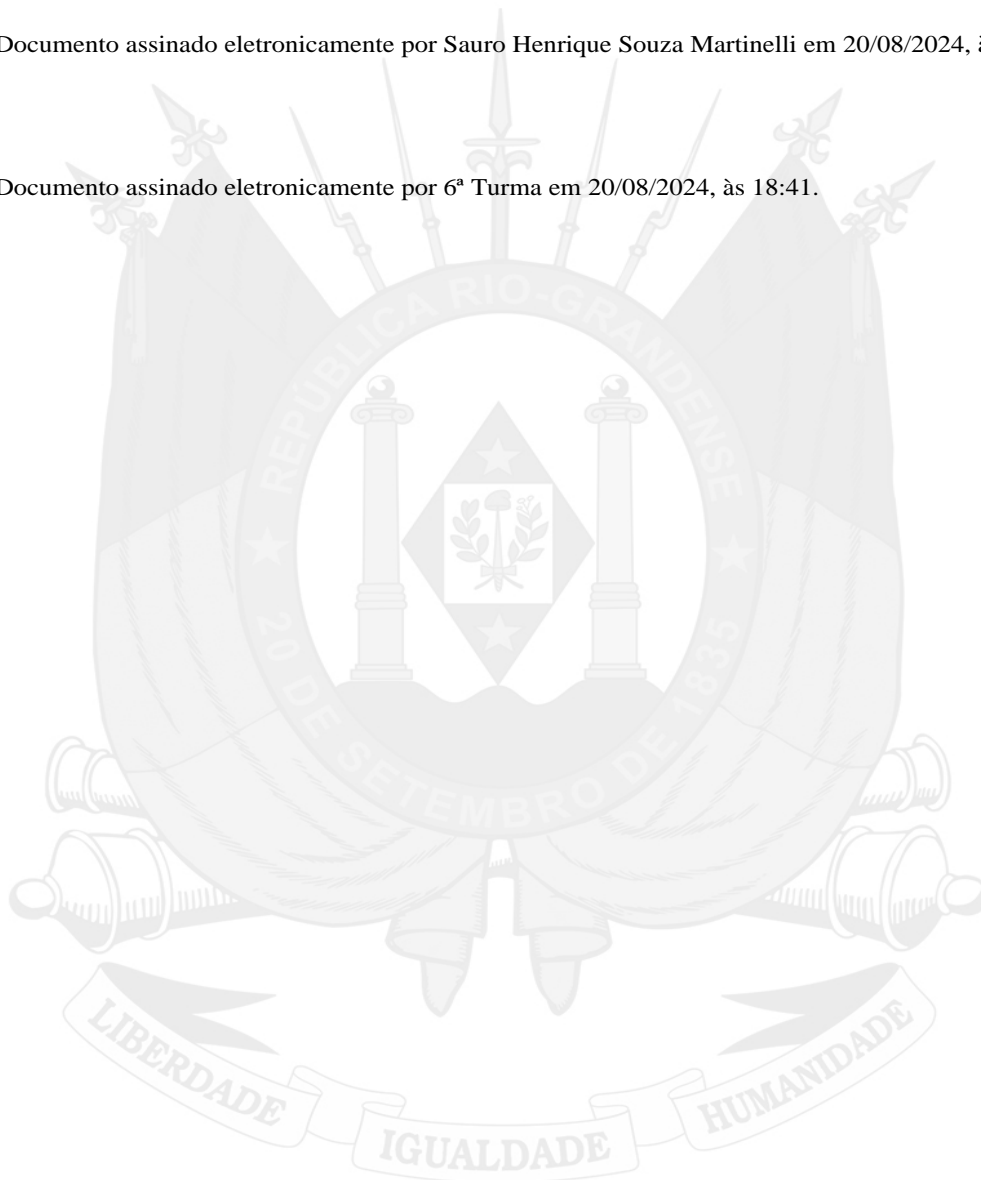 Documento assinado eletronicamente por Sauro Henrique Souza Martinelli em 20/08/2024, à
Documento assinado eletronicamente por 6ª Turma em 20/08/2024, às 18:41.
REPÚBLICA RIO-GRANDENSE
★ 20 DE SETEMBRO DE 1835 ★
LIBERDADE
IGUALDADE
HUMANIDADE